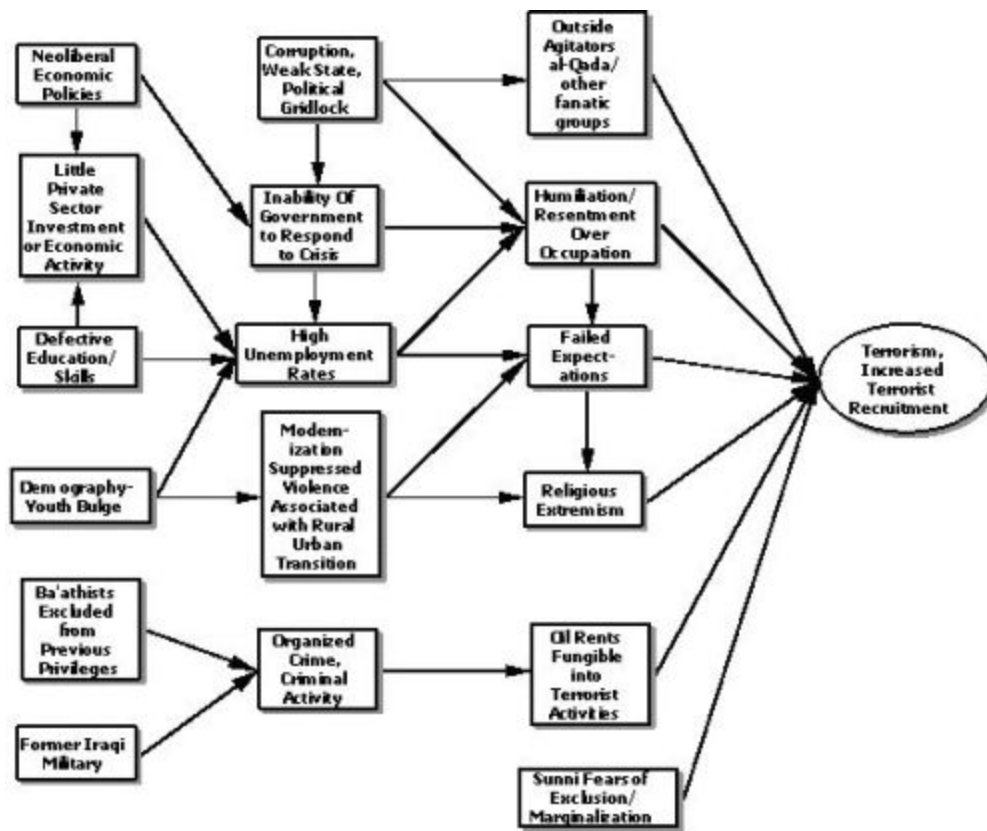 Neoliberal
Economic
Policies
Corruption,
Weak State,
Political
Gridlock
Outside
Agitators
al-Qada/
other
fanatic
groups
Little
Private
Sector
Investment
or Economic
Activity
Inability Of
Government
to Respond
to Crisis
Humiliation/
Resentment
Over
Occupation
Defective
Education/
Skills
High
Unemployment
Rates
Failed
Expect-
ations
Terrorism,
Increased
Terrorist
Recruitment
Demography-
Youth Bulge
Modern-
ization
Suppressed
Violence
Associated
with Rural
Urban
Transition
Religious
Extremism
Ba'athists
Excluded
from
Previous
Privileges
Organized
Crime,
Criminal
Activity
Oil Rents
Fungible
into
Terrorist
Activities
Former Iraqi
Military
Sunni Fears of
Exclusion/
Marginalization